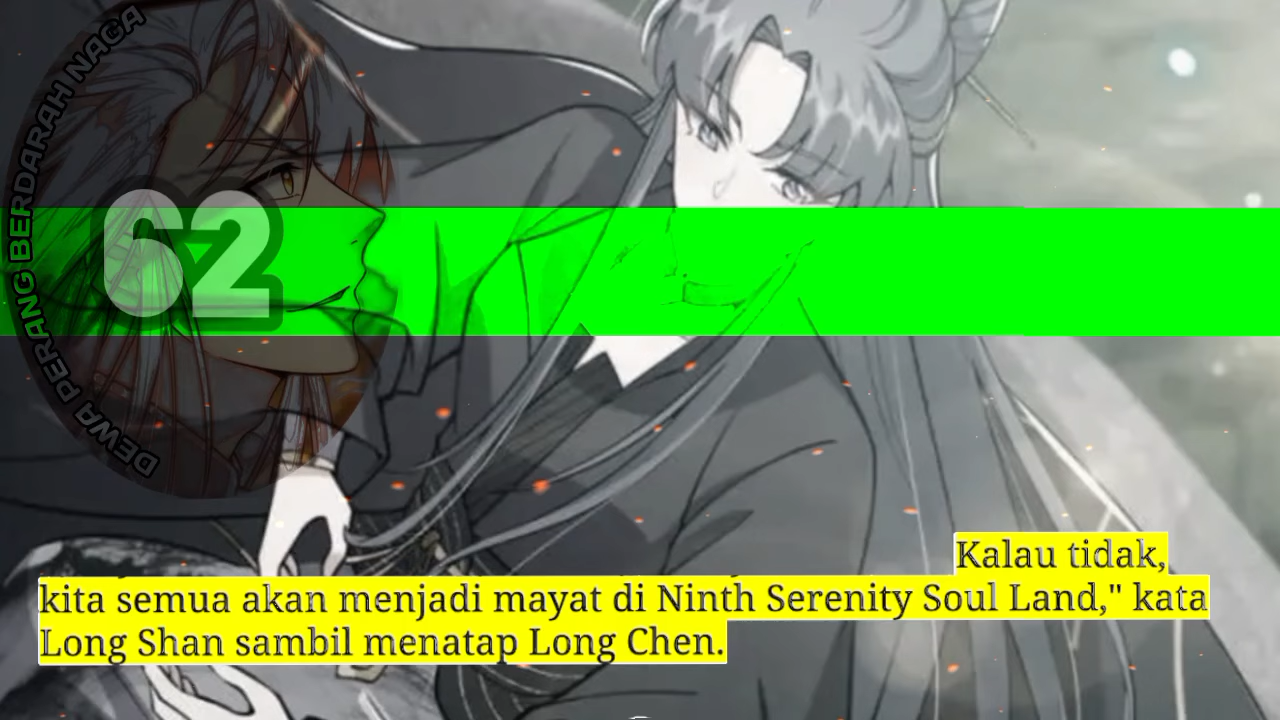 DEWA PERANG BERDARAH NAGA
62
Kalau tidak,
kita semua akan menjadi mayat di Ninth Serenity Soul Land," kata
Long Shan sambil menatap Long Chen.